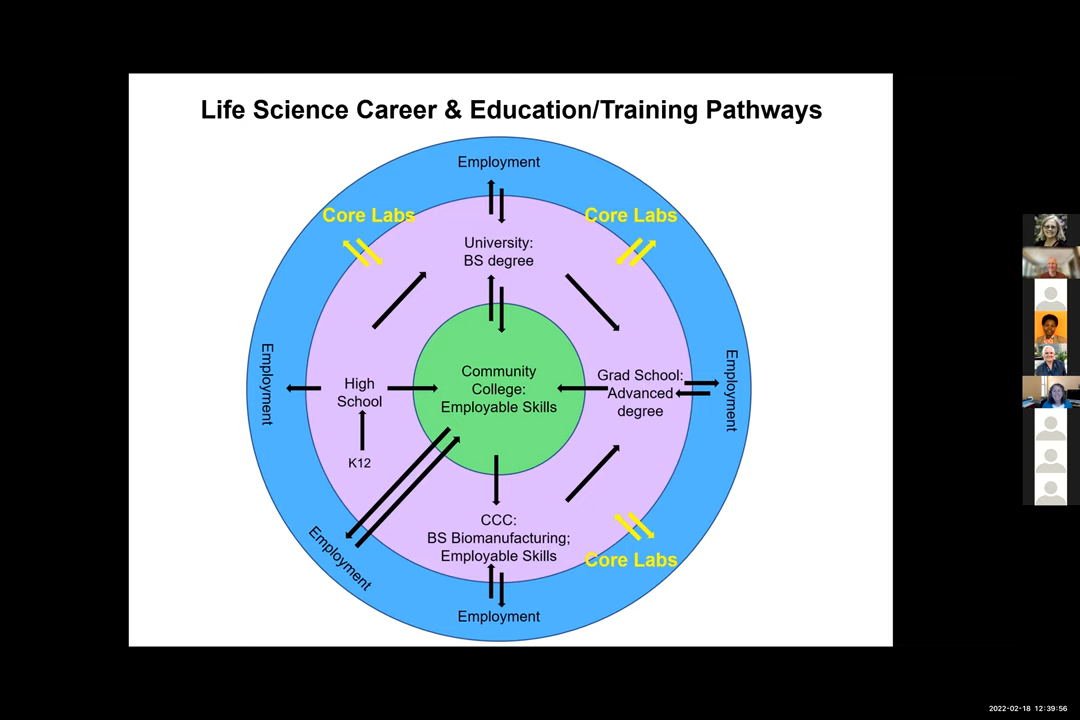 Life Science Career & Education/Training Pathways
Employment
Core Labs
Core Labs
University:
BS degree
Employment
High
School
K12
Community
College:
Employable Skills
Grad School:
Advanced
degree
Employment
Employment
CCC:
BS Biomanufacturing;
Employable Skills
Core Labs
Employment
2022-02-18 12:39:56